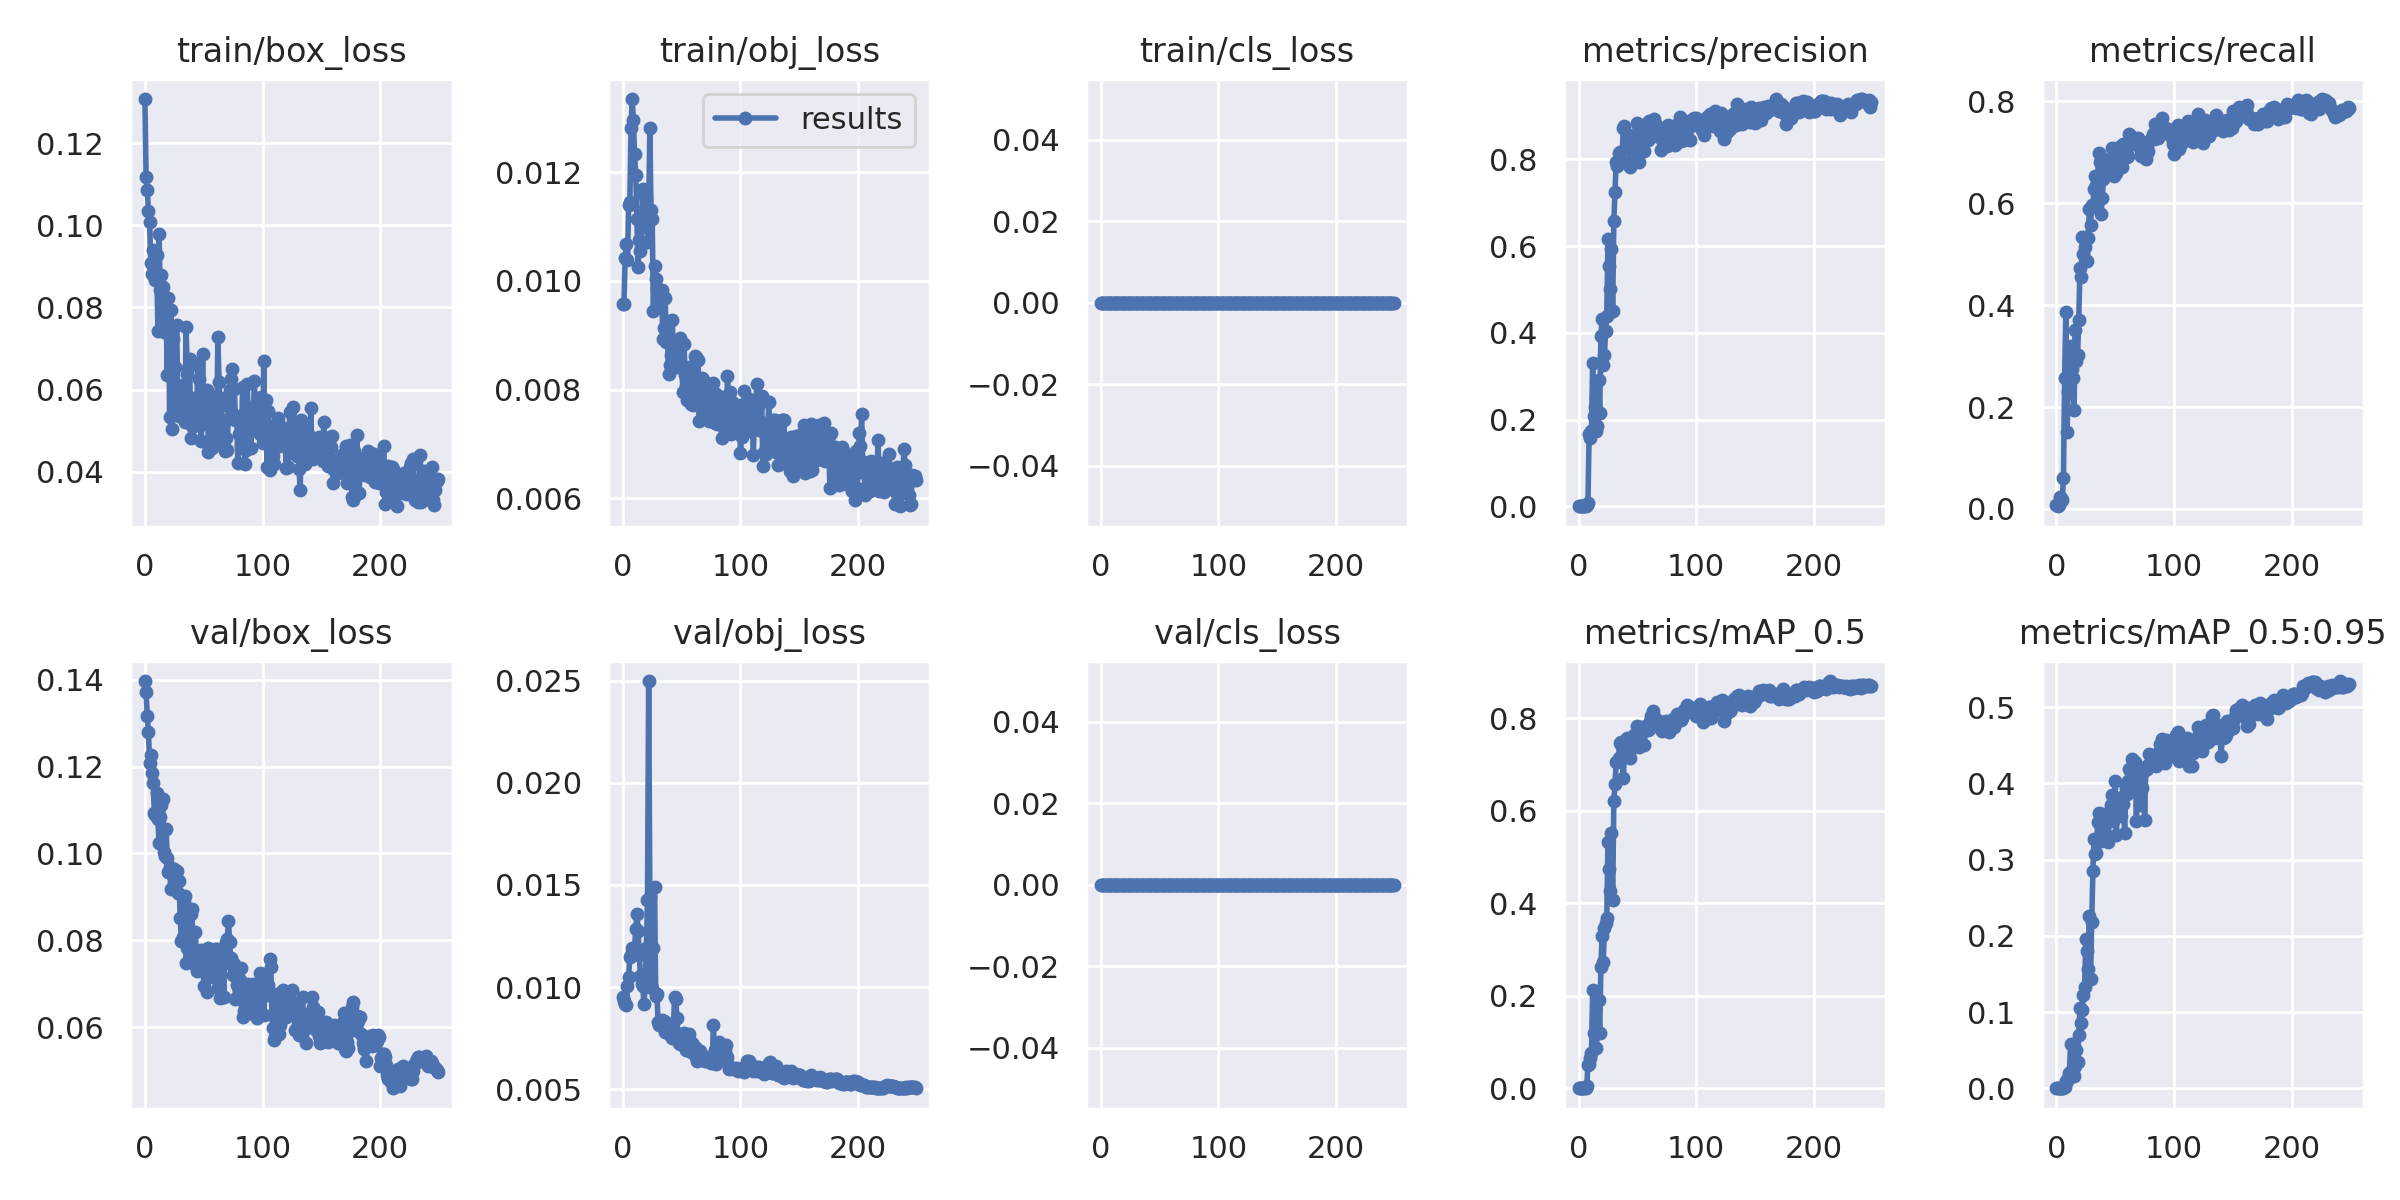 train/box_loss
0.12
0.10
0.08
0.06
0.04
0 100 200
train/obj_loss
results
0.012
0.010
0.008
0.006
0 100 200
train/cls_loss
0.04
0.02
0.00
−0.02
−0.04
0 100 200
metrics/precision
0.8
0.6
0.4
0.2
0.0
0 100 200
metrics/recall
0.8
0.6
0.4
0.2
0.0
0 100 200
val/box_loss
0.14
0.12
0.10
0.08
0.06
0 100 200
val/obj_loss
0.025
0.020
0.015
0.010
0.005
0 100 200
val/cls_loss
0.04
0.02
0.00
−0.02
−0.04
0 100 200
metrics/mAP_0.5
0.8
0.6
0.4
0.2
0.0
0 100 200
metrics/mAP_0.5:0.95
0.5
0.4
0.3
0.2
0.1
0.0
0 100 200